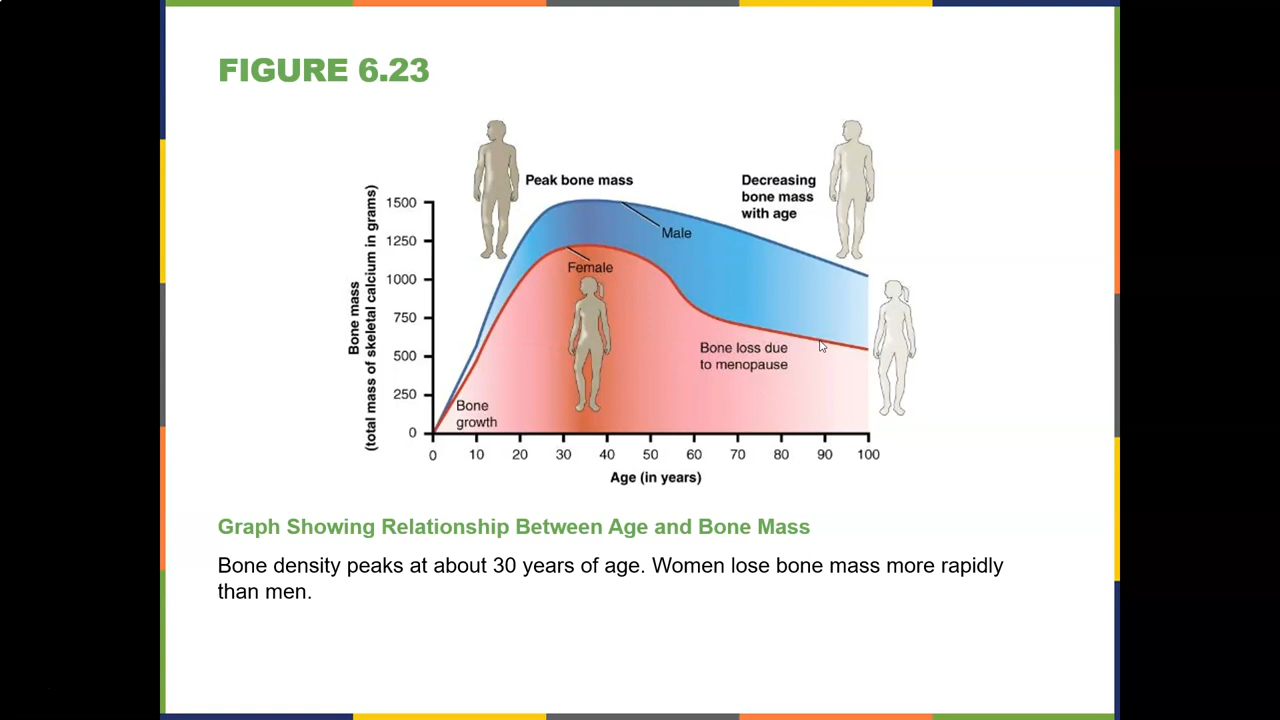 FIGURE 6.23
Peak bone mass
Decreasing
bone mass
with age
Bone mass
(total mass of skeletal calcium in grams)
1500
1250
1000
750
500
250
0
Male
Female
Bone loss due
to menopause
Bone
growth
0 10 20 30 40 50 60 70 80 90 100
Age (in years)
Graph Showing Relationship Between Age and Bone Mass
Bone density peaks at about 30 years of age. Women lose bone mass more rapidly
than men.